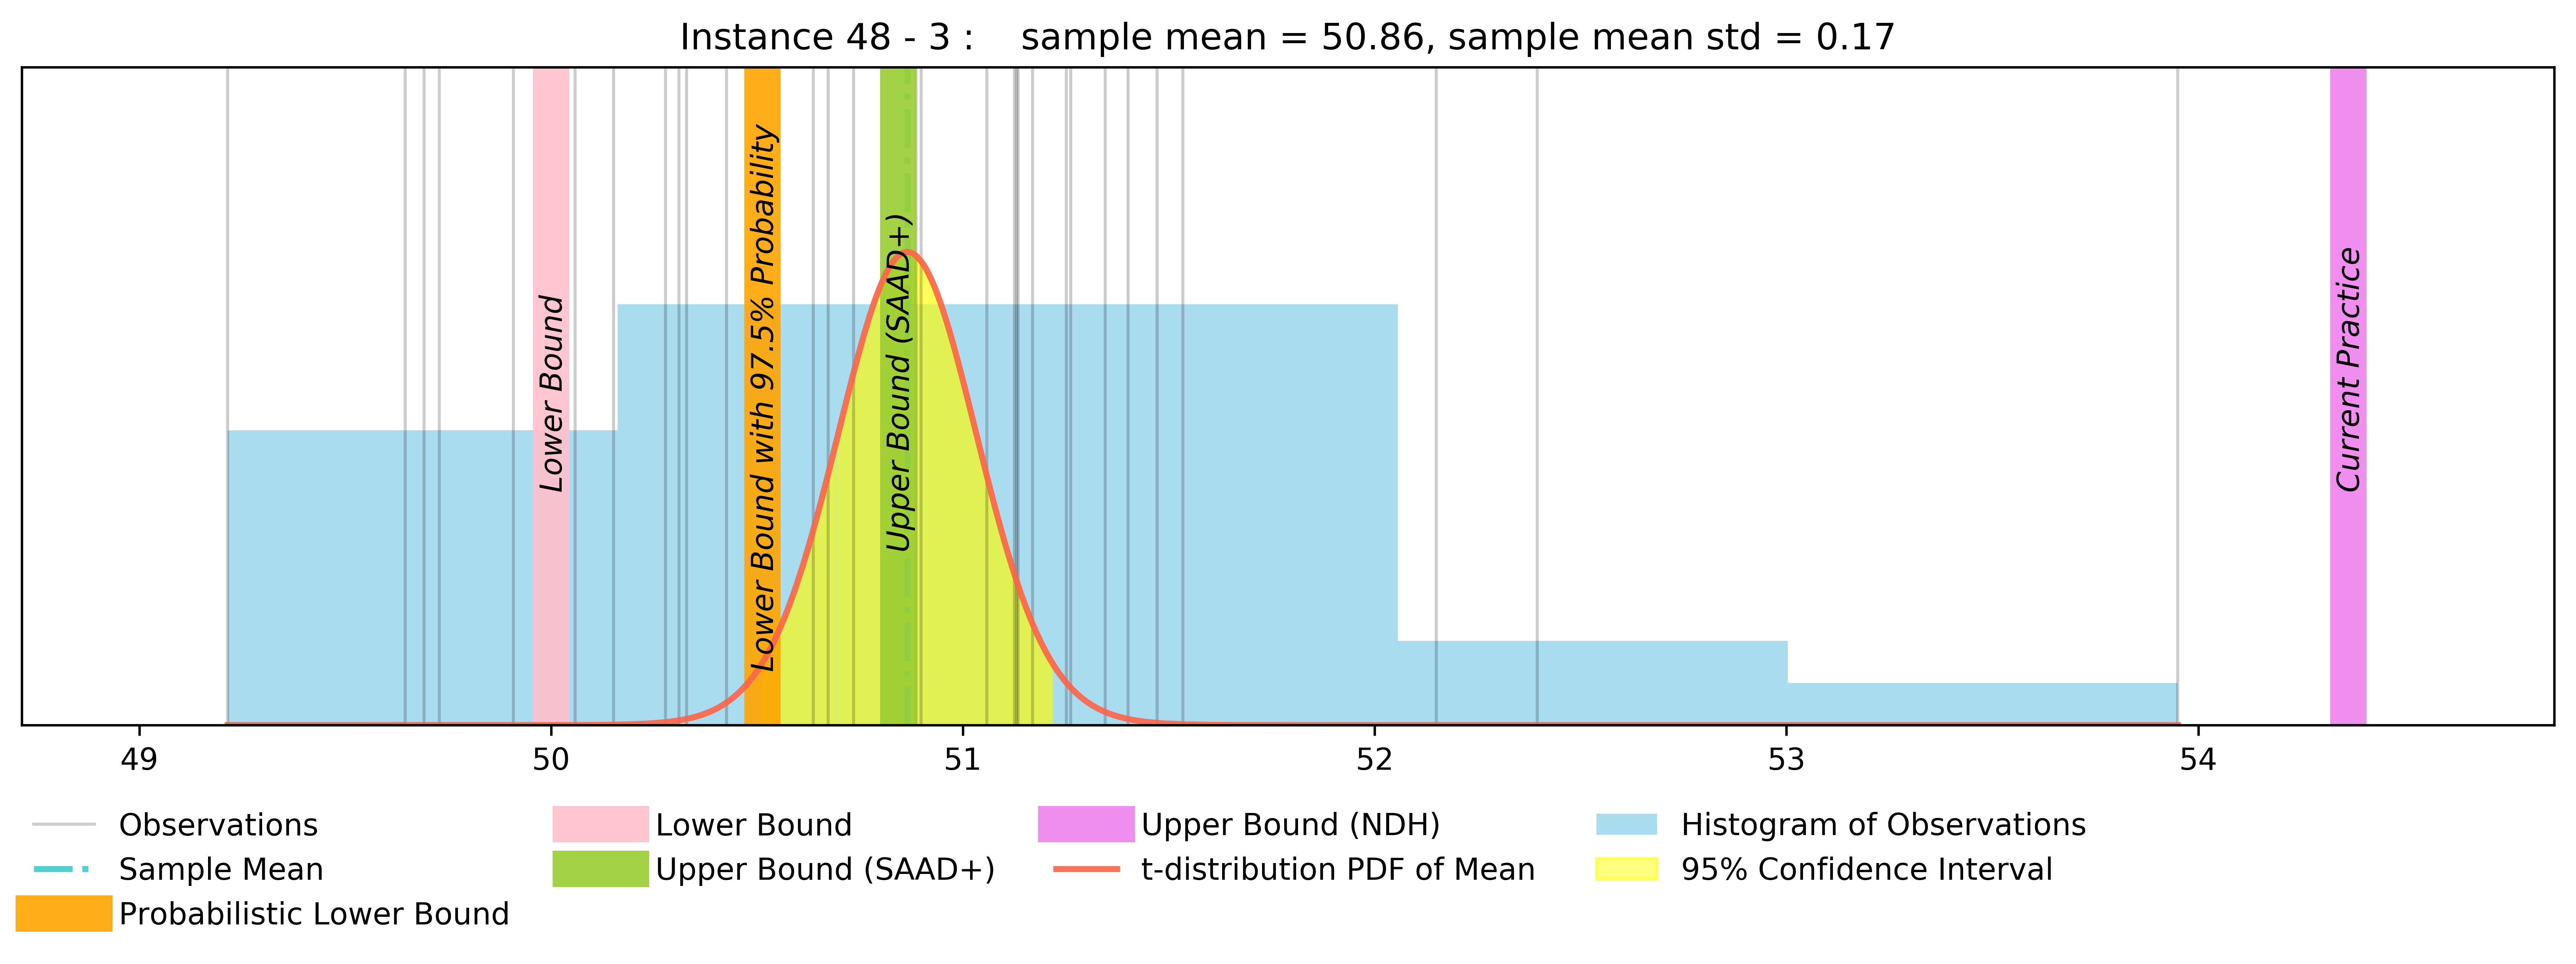 Instance 48 - 3 :    sample mean = 50.86, sample mean std = 0.17
Lower Bound
Lower Bound with 97.5% Probability
Upper Bound (SAAD+)
Current Practice
49 50 51 52 53 54
Observations
Sample Mean
Probabilistic Lower Bound
Lower Bound
Upper Bound (SAAD+)
Upper Bound (NDH)
t-distribution PDF of Mean
Histogram of Observations
95% Confidence Interval